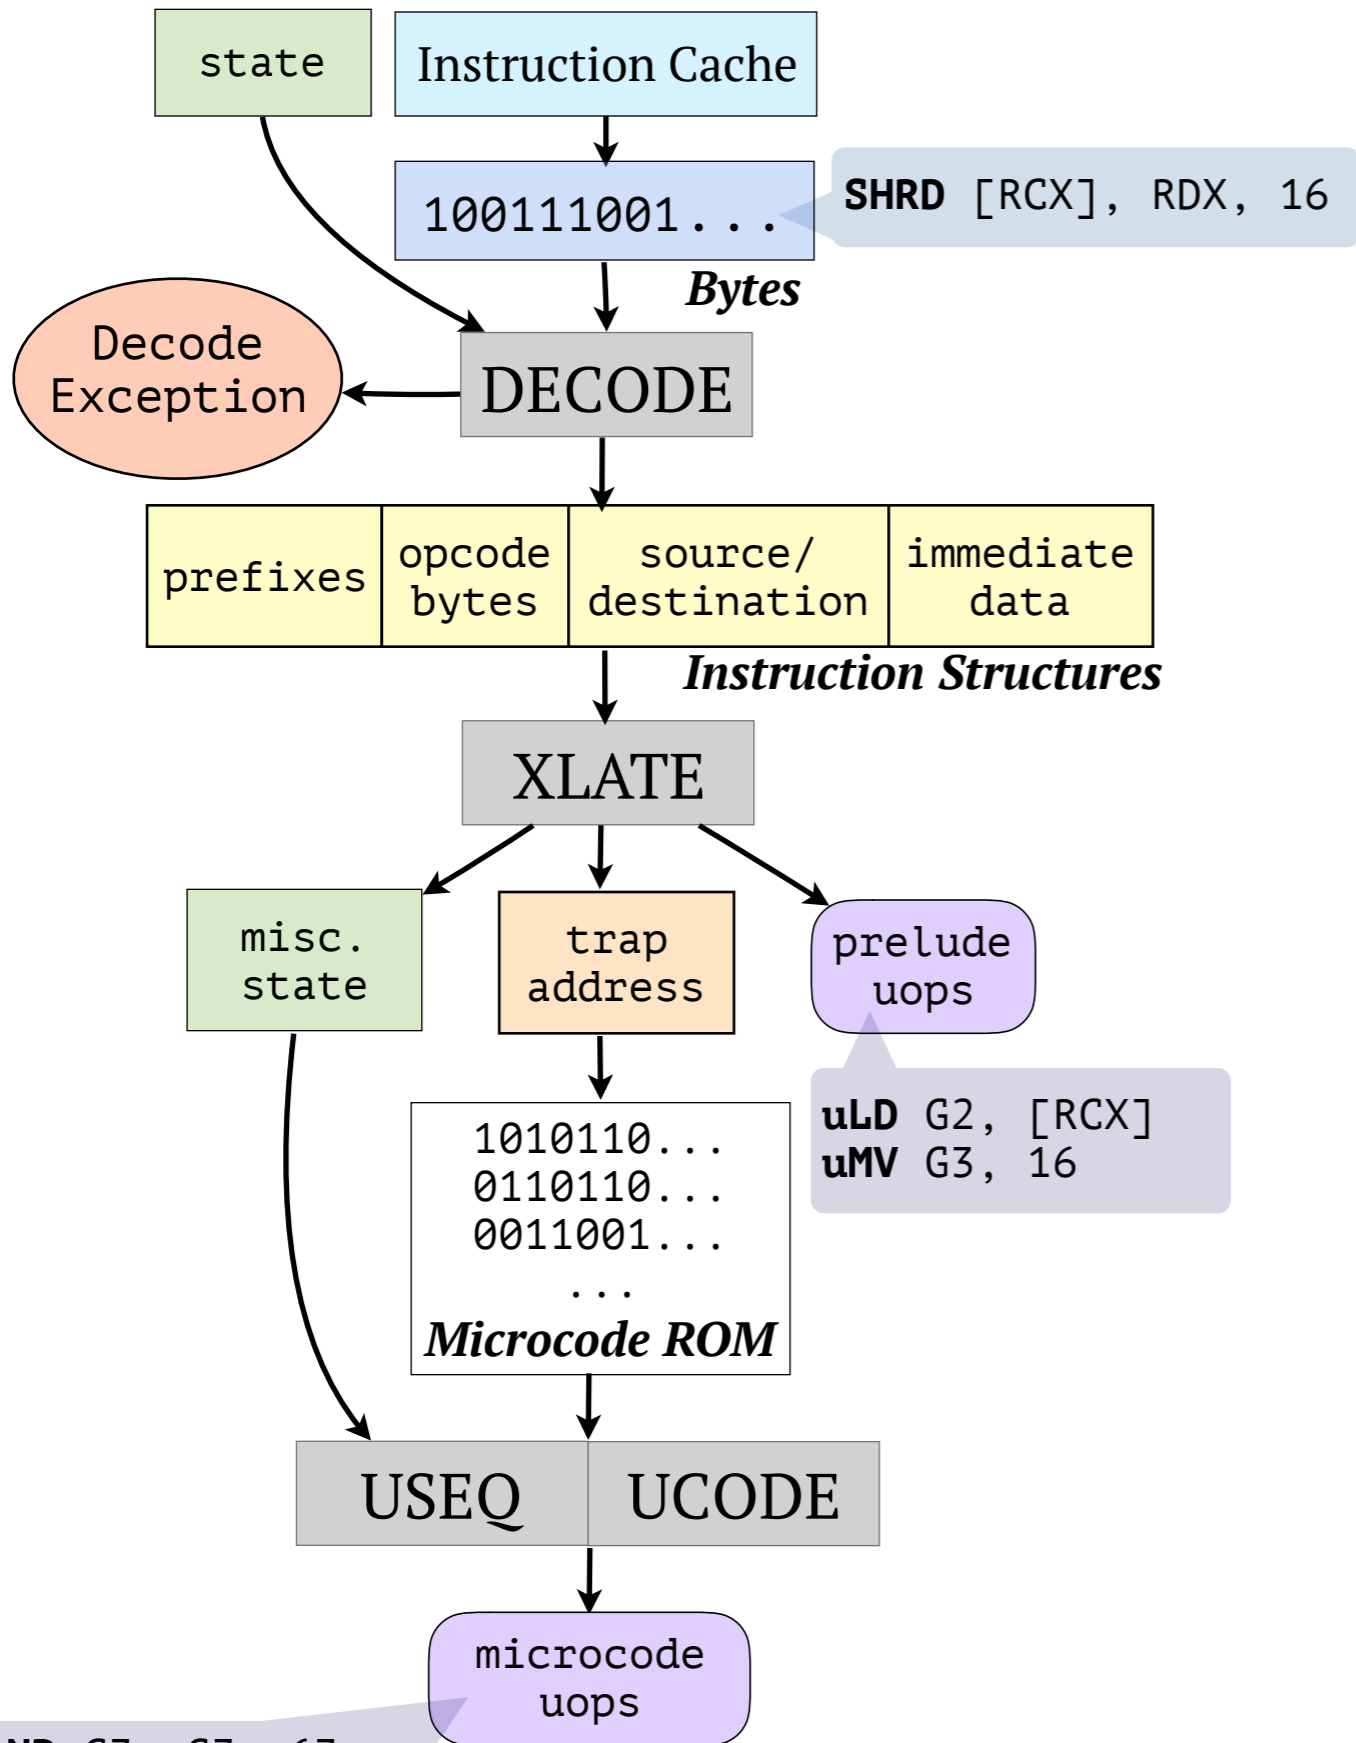 state
Instruction Cache
100111001...
SHRD [RCX], RDX, 16
Bytes
Decode
Exception
DECODE
prefixes
opcode
bytes
source/
destination
immediate
data
Instruction Structures
XLATE
misc.
state
trap
address
prelude
uops
uLD G2, [RCX]
uMV G3, 16
1010110...
0110110...
0011001...
...
Microcode ROM
USEQ
UCODE
microcode
uops